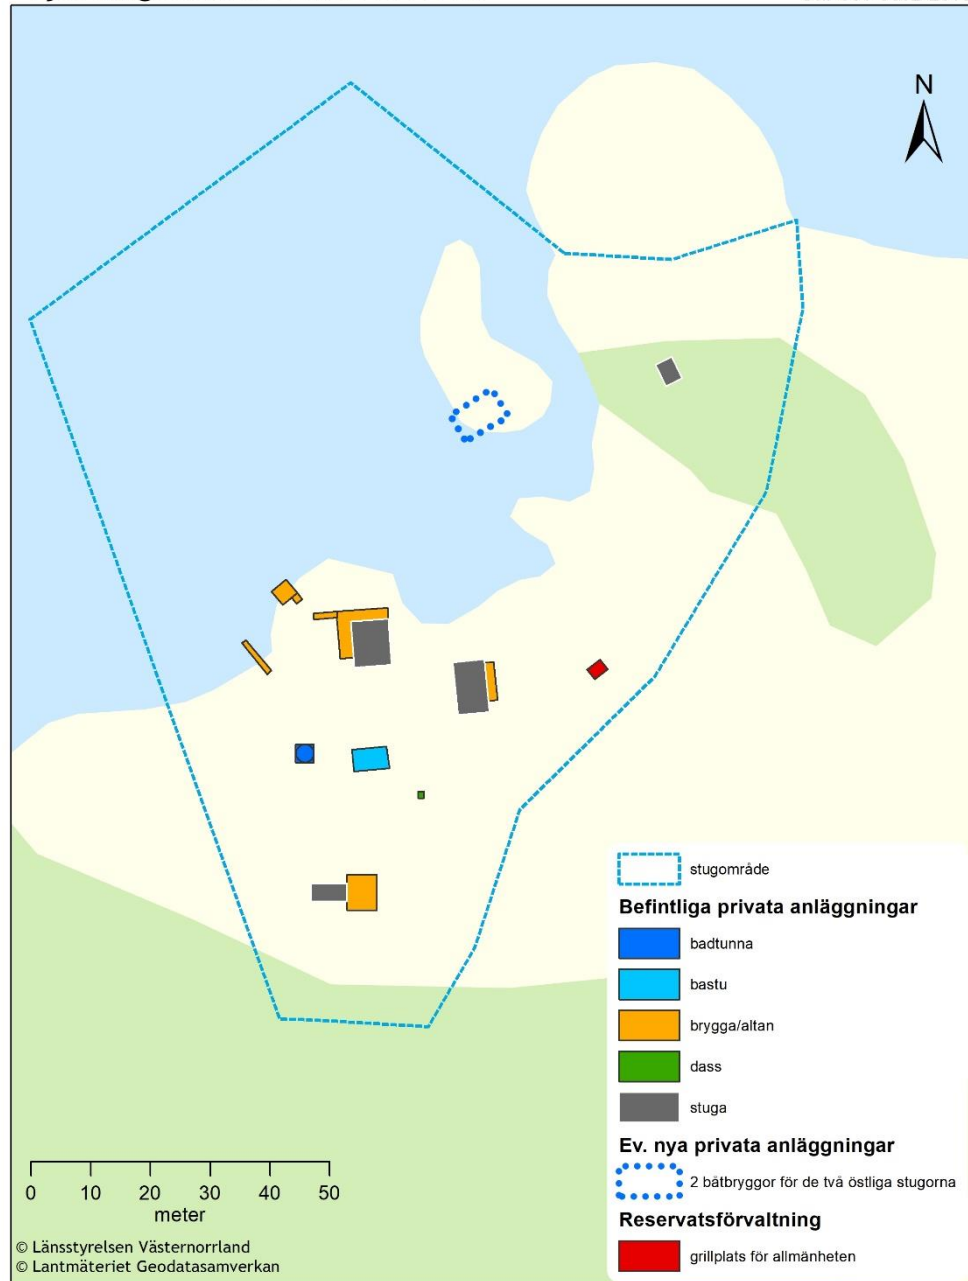 N
stugområde
Befintliga privata anläggningar
badtunna
bastu
brygga/altan
dass
stuga
Ev. nya privata anläggningar
2 båtbryggor för de två östliga stugorna
Reservatsförvaltning
grillplats för allmänheten
0 10 20 30 40 50
meter
© Länsstyrelsen Västernorrland
© Lantmäteriet Geodatasamverkan